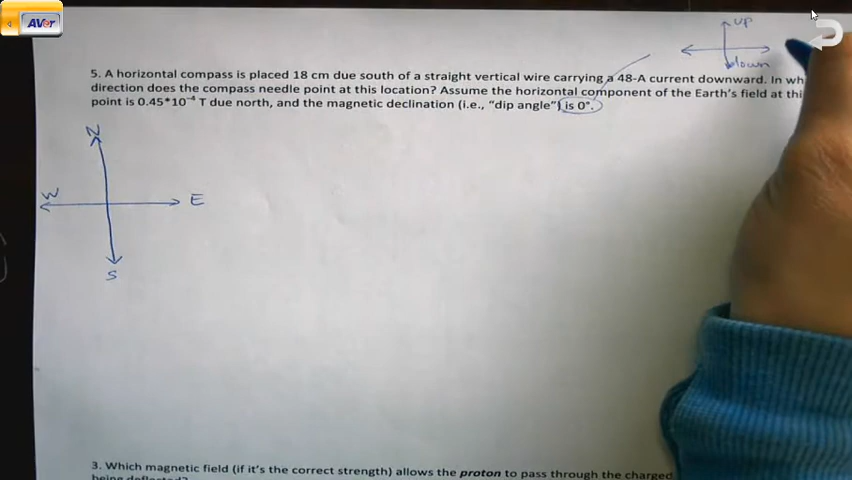 AVer
UP
down
5. A horizontal compass is placed 18 cm due south of a straight vertical wire carrying a 48-A current downward. In
direction does the compass needle point at this location? Assume the horizontal component of the Earth's field at
point is 0.45*10⁻⁴ T due north, and the magnetic declination (i.e., "dip angle") is 0°.
N
W
E
S
3. Which magnetic field (if it's the correct strength) allows the proton to pass through the charged
being deflected?